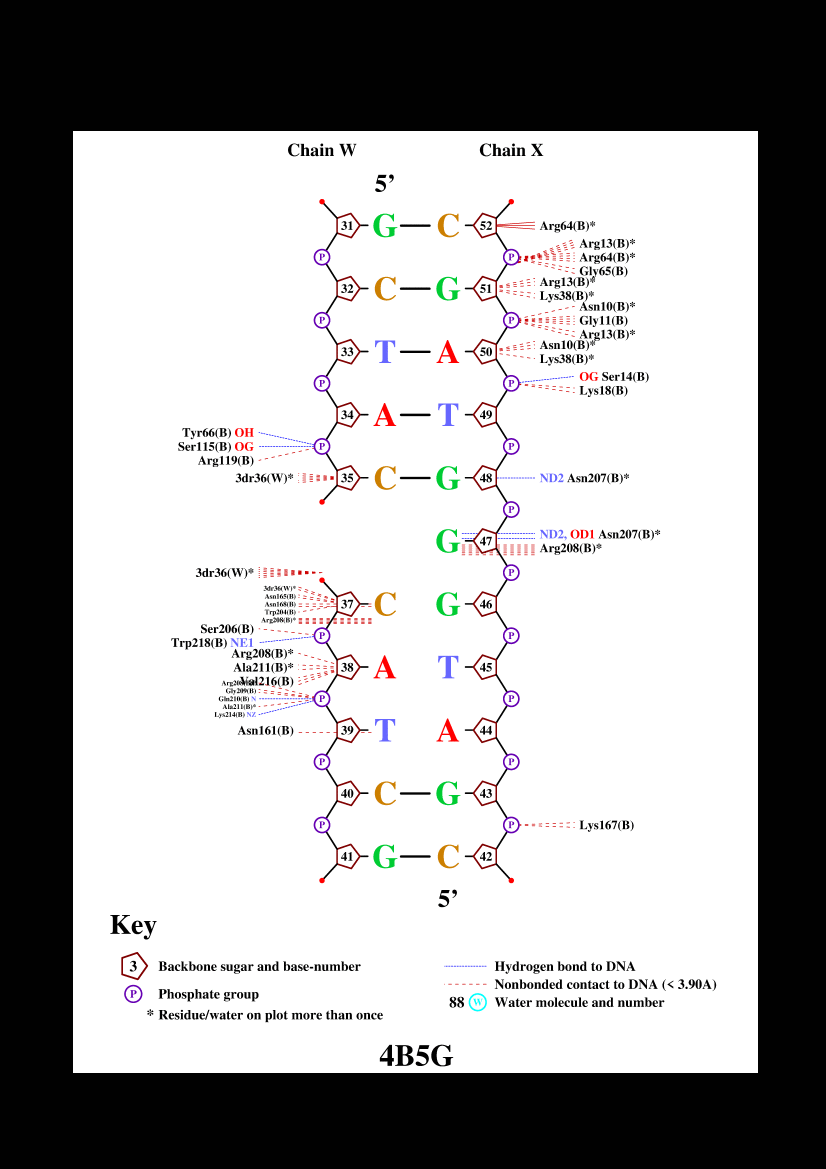 Chain W Chain X
5’
31 G C 52 Arg64(B)*
Arg13(B)*
P P Arg64(B)*
Gly65(B)
Arg13(B)*
32 C G 51
Lys38(B)*
Asn10(B)*
P P Gly11(B)
Arg13(B)*
Asn10(B)*
33 T A 50
Lys38(B)*
P P OG Ser14(B)
Lys18(B)
34 A T 49
Tyr66(B) OH
Ser115(B) OG P P
Arg119(B)
3dr36(W)* 35 C G 48 ND2 Asn207(B)*
P
G 47 ND2, OD1 Asn207(B)*
Arg208(B)*
3dr36(W)* P
3dr36(W)*
Asn165(B)
Asn168(B) 37 C G 46
Trp204(B)
Arg208(B)*
Ser206(B) P P
Trp218(B) NE1
Arg208(B)*
Ala211(B)* 38 A T 45
Val216(B)
Gly209(B)
Gln210(B) N P P
Ala211(B)*
Lys214(B) NZ
Asn161(B) 39 T A 44
P P
40 C G 43
P P Lys167(B)
41 G C 42
5’
Key
3 Backbone sugar and base-number
Hydrogen bond to DNA
Nonbonded contact to DNA (< 3.90A)
P Phosphate group
88 W Water molecule and number
* Residue/water on plot more than once
4B5G